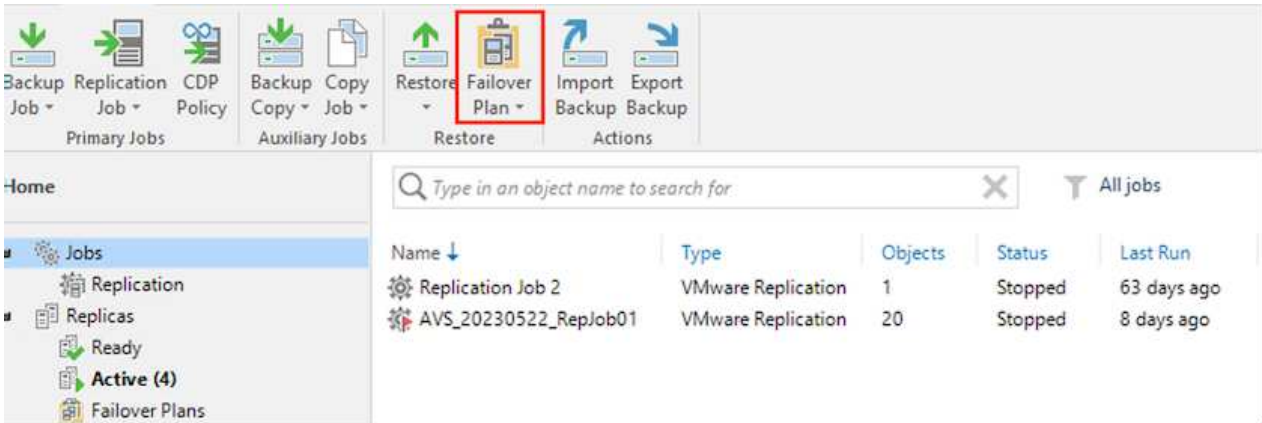 Backup Replication CDP Backup Copy Restore Failover Import Export
Job Job Policy Copy Job Plan Backup Backup
Primary Jobs Auxiliary Jobs Restore Actions
Home
Type in an object name to search for
All jobs
Jobs
Replication
Replicas
Ready
Active (4)
Failover Plans
Name Type Objects Status Last Run
Replication Job 2 VMware Replication 1 Stopped 63 days ago
AVS_20230522_RepJob01 VMware Replication 20 Stopped 8 days ago